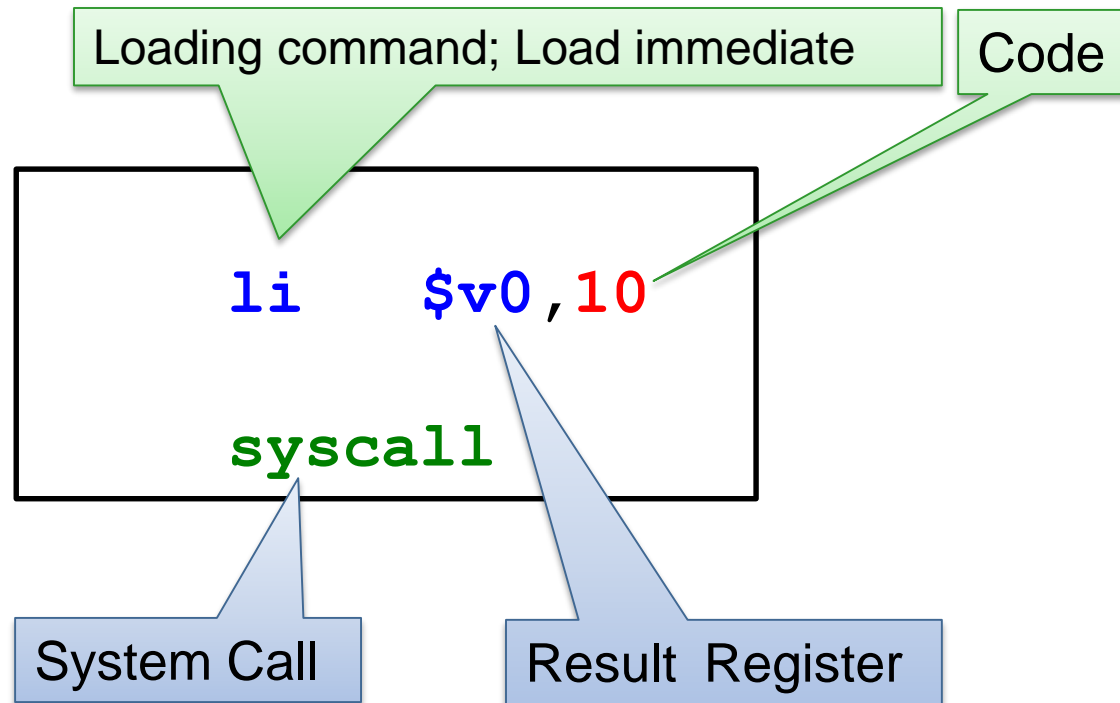 Loading command; Load immediate
Code
li $v0,10
syscall
System Call
Result Register